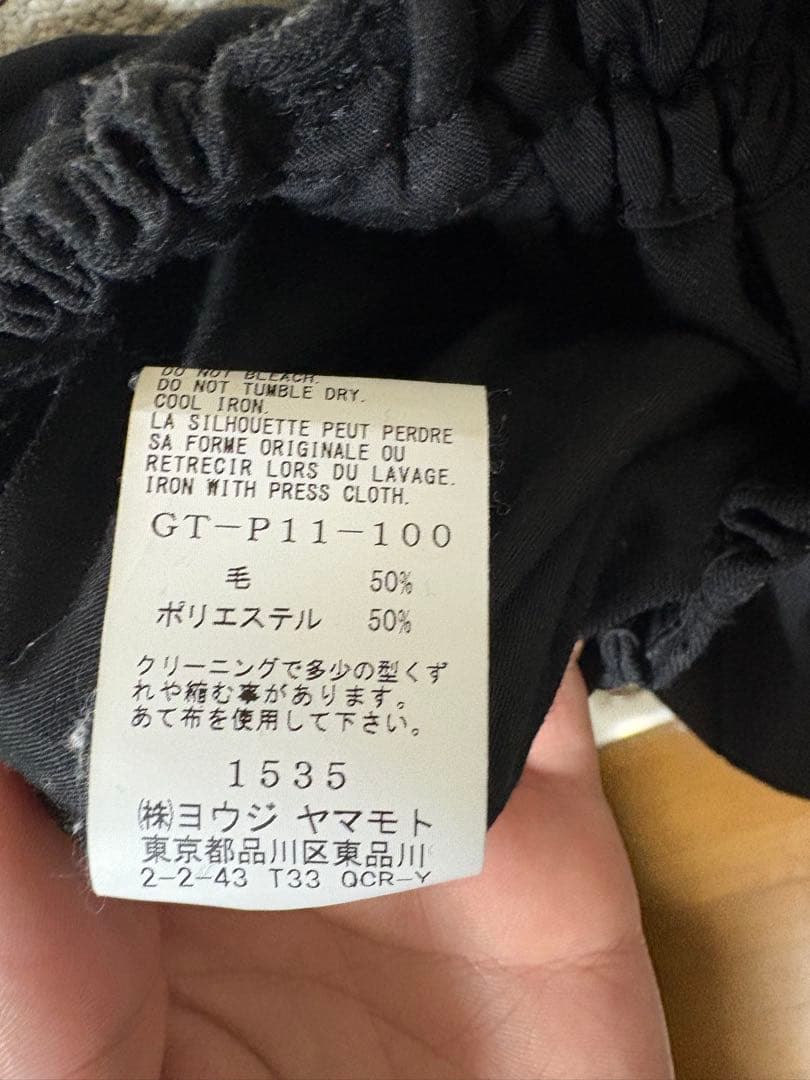 DO NOT BLEACH.
DO NOT TUMBLE DRY.
COOL IRON.
LA SILHOUETTE PEUT PERDRE
SA FORME ORIGINALE OU
RETRECIR LORS DU LAVAGE.
IRON WITH PRESS CLOTH.
GT-P11-100
毛 50%
ポリエステル 50%
クリーニングで多少の型くず
れや縮む事があります。
あて布を使用して下さい。
1535
㈱ヨウジ ヤマモト
東京都品川区東品川
2-2-43 T33 QCR-Y